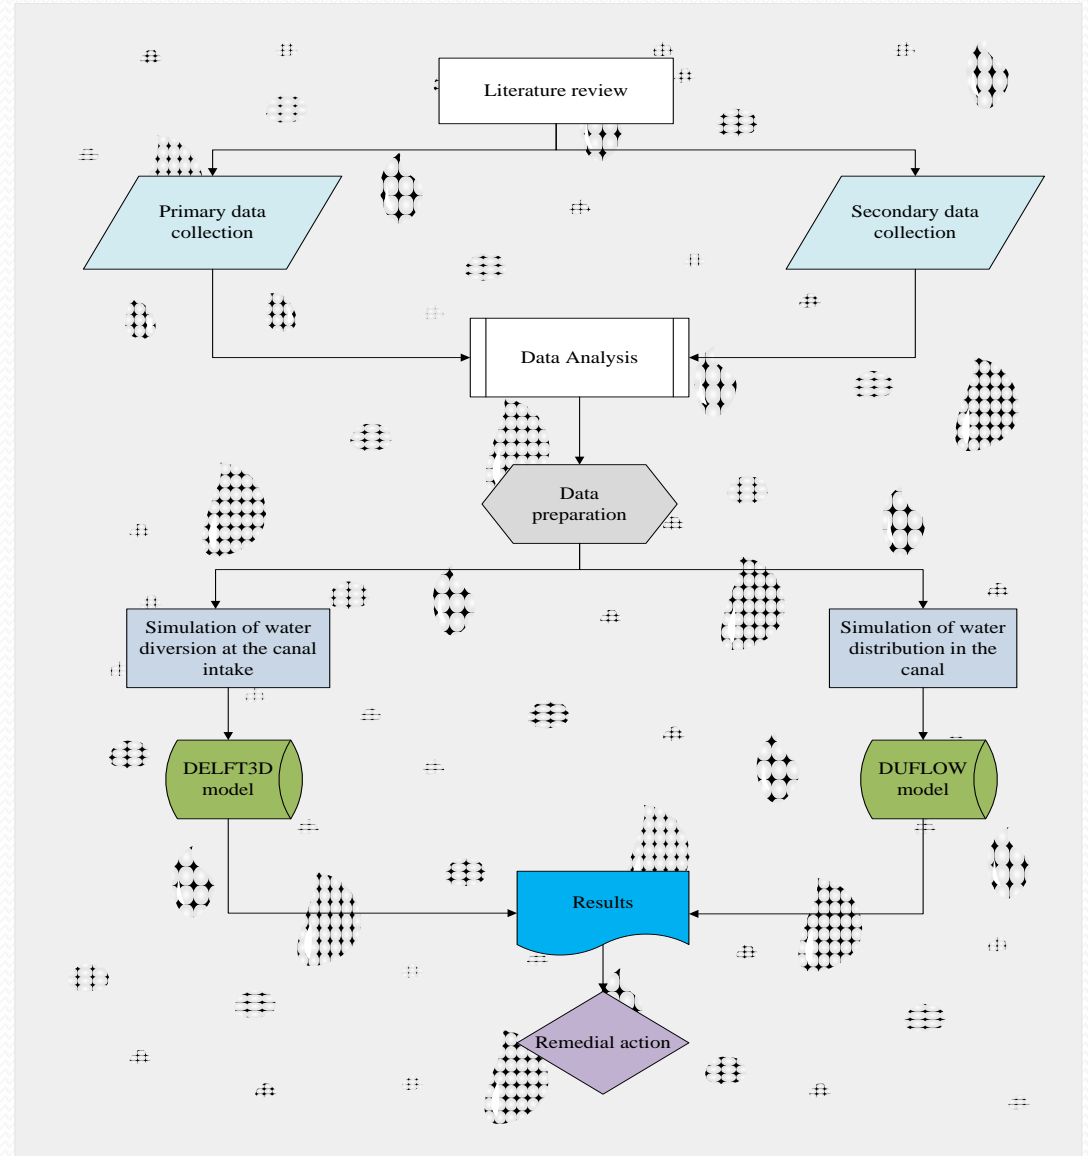 Literature review
Primary data
collection
Secondary data
collection
Data Analysis
Data
preparation
Simulation of water
diversion at the canal
intake
Simulation of water
distribution in the
canal
DELFT3D
model
DUFLOW
model
Results
Remedial action